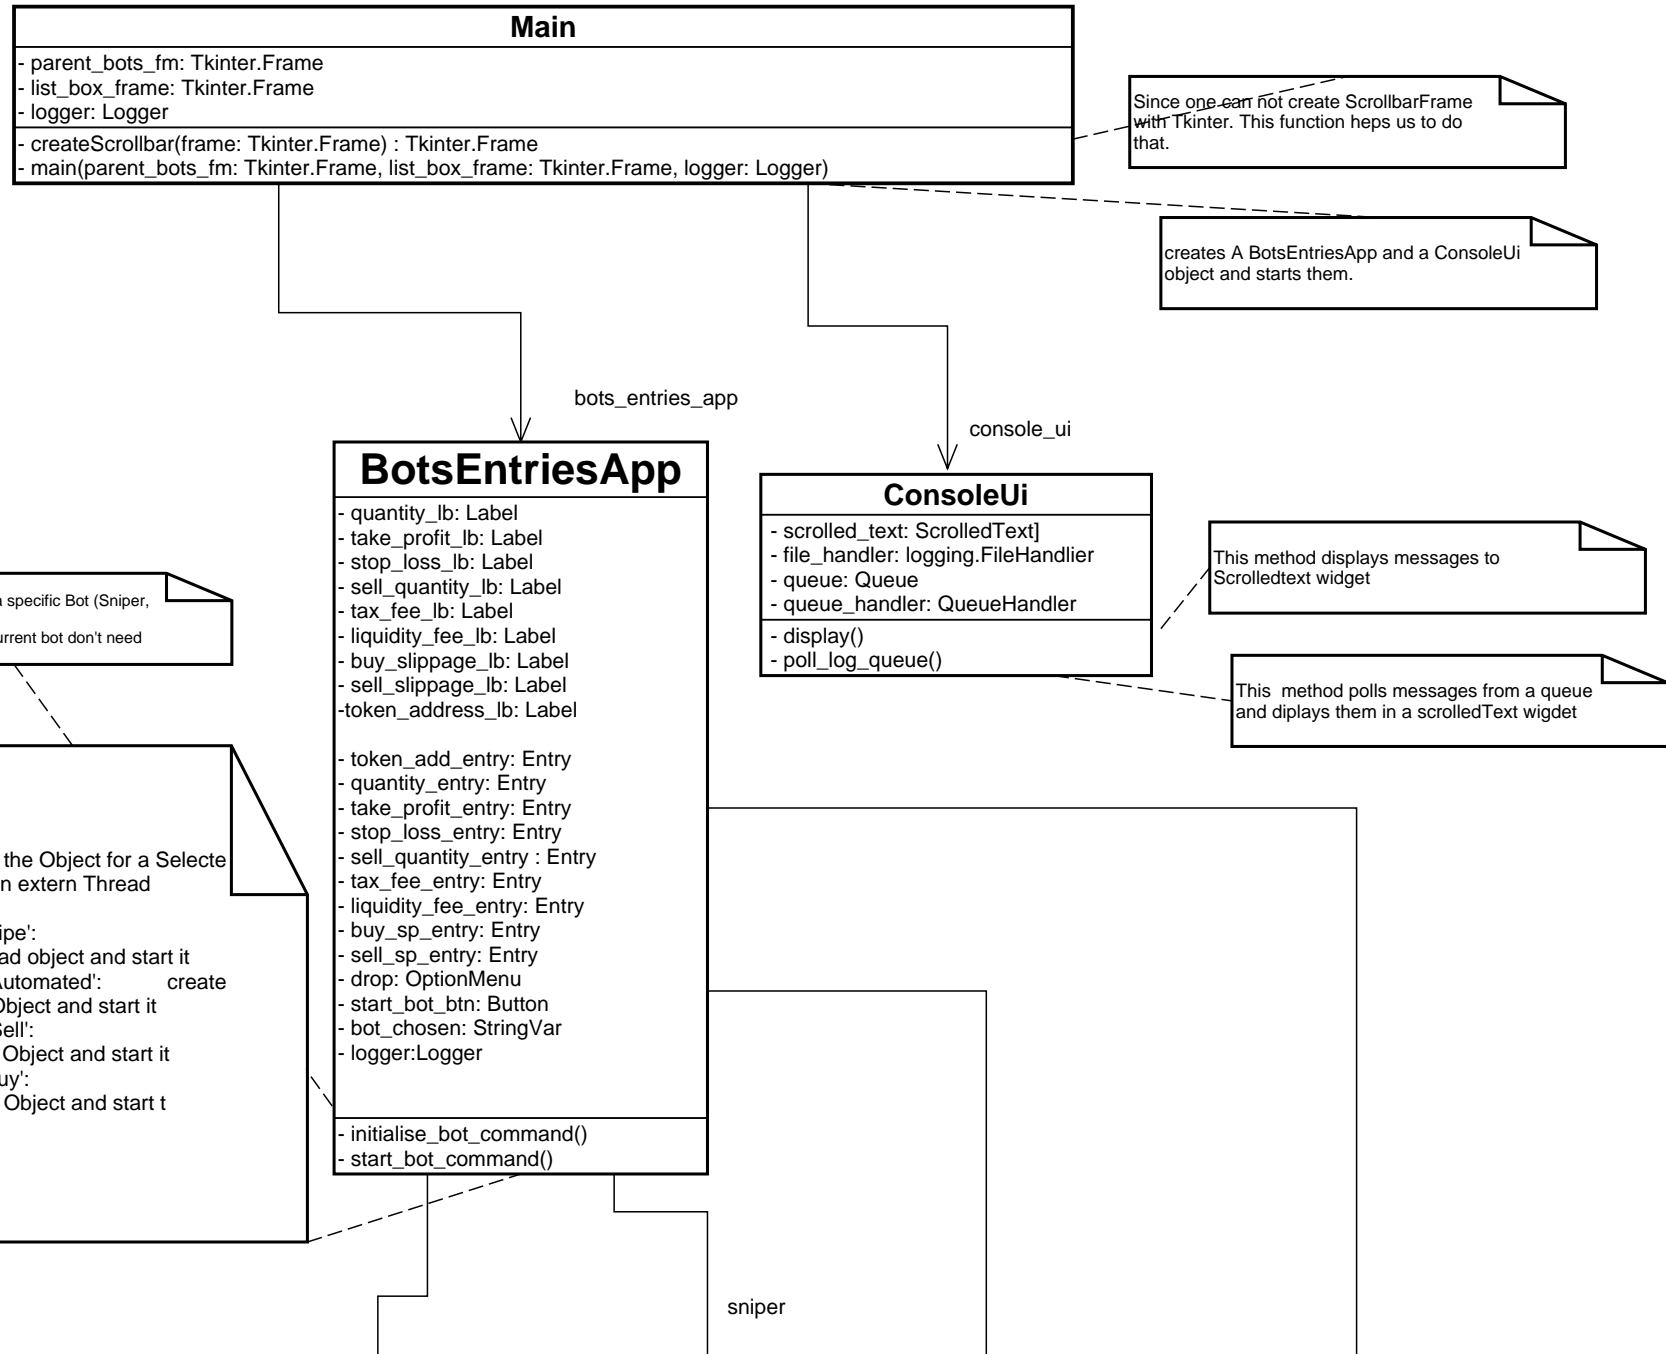 Main
- parent_bots_fm: Tkinter.Frame
- list_box_frame: Tkinter.Frame
- logger: Logger
- createScrollbar(frame: Tkinter.Frame) : Tkinter.Frame
- main(parent_bots_fm: Tkinter.Frame, list_box_frame: Tkinter.Frame, logger: Logger)
Since one can not create ScrollbarFrame
with Tkinter. This function heps us to do
that.
creates A BotsEntriesApp and a ConsoleUi
object and starts them.
bots_entries_app
console_ui
BotsEntriesApp
- quantity_lb: Label
- take_profit_lb: Label
- stop_loss_lb: Label
- sell_quantity_lb: Label
- tax_fee_lb: Label
- liquidity_fee_lb: Label
- buy_slippage_lb: Label
- sell_slippage_lb: Label
-token_address_lb: Label
- token_add_entry: Entry
- quantity_entry: Entry
- take_profit_entry: Entry
- stop_loss_entry: Entry
- sell_quantity_entry : Entry
- tax_fee_entry: Entry
- liquidity_fee_entry: Entry
- buy_sp_entry: Entry
- sell_sp_entry: Entry
- drop: OptionMenu
- start_bot_btn: Button
- bot_chosen: StringVar
- logger:Logger
- initialise_bot_command()
- start_bot_command()
ConsoleUi
- scrolled_text: ScrolledText]
- file_handler: logging.FileHandlier
- queue: Queue
- queue_handler: QueueHandler
- display()
- poll_log_queue()
This method displays messages to
Scrolledtext widget
This  method polls messages from a queue
and diplays them in a scrolledText wigdet
a specific Bot (Sniper,
urrent bot don't need
the Object for a Selecte
n extern Thread
ipe':
ad object and start it
Automated': create
Object and start it
Sell':
Object and start it
uy':
Object and start t
sniper